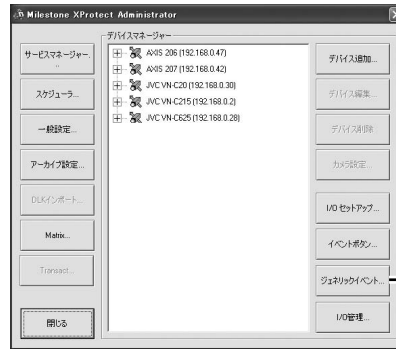 Milestone XProtect Administrator
デバイスマネージャー
サービスマネージャー.
..
スケジューラ...
一般設定...
アーカイブ設定...
DLKインポート...
Matrix...
Transact...
閉じる
AXIS 206 (192.168.0.47)
AXIS 207 (192.168.0.42)
JVC VN-C20 (192.168.0.30)
JVC VN-C215 (192.168.0.2)
JVC VN-C625 (192.168.0.28)
デバイス追加...
デバイス編集...
デバイス削除
カメラ設定...
I/O セットアップ...
イベントボタン...
ジェネリックイベント...
I/O管理...